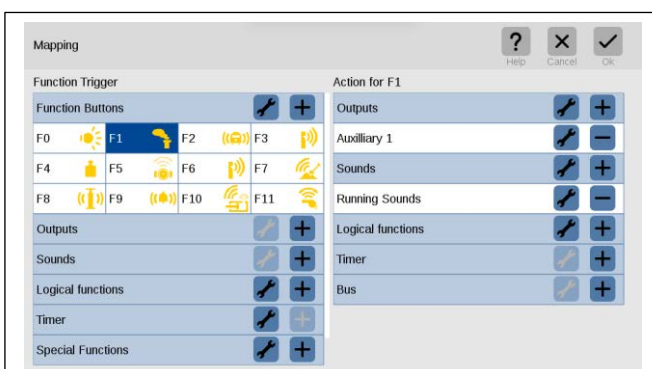 Mapping
?
Help
Cancel
Ok
Function Trigger
Function Buttons
F0 F1 F2 F3
F4 F5 F6 F7
F8 F9 F10 F11
Outputs
Sounds
Logical functions
Timer
Special Functions
Action for F1
Outputs
Auxilliary 1
Sounds
Running Sounds
Logical functions
Timer
Bus